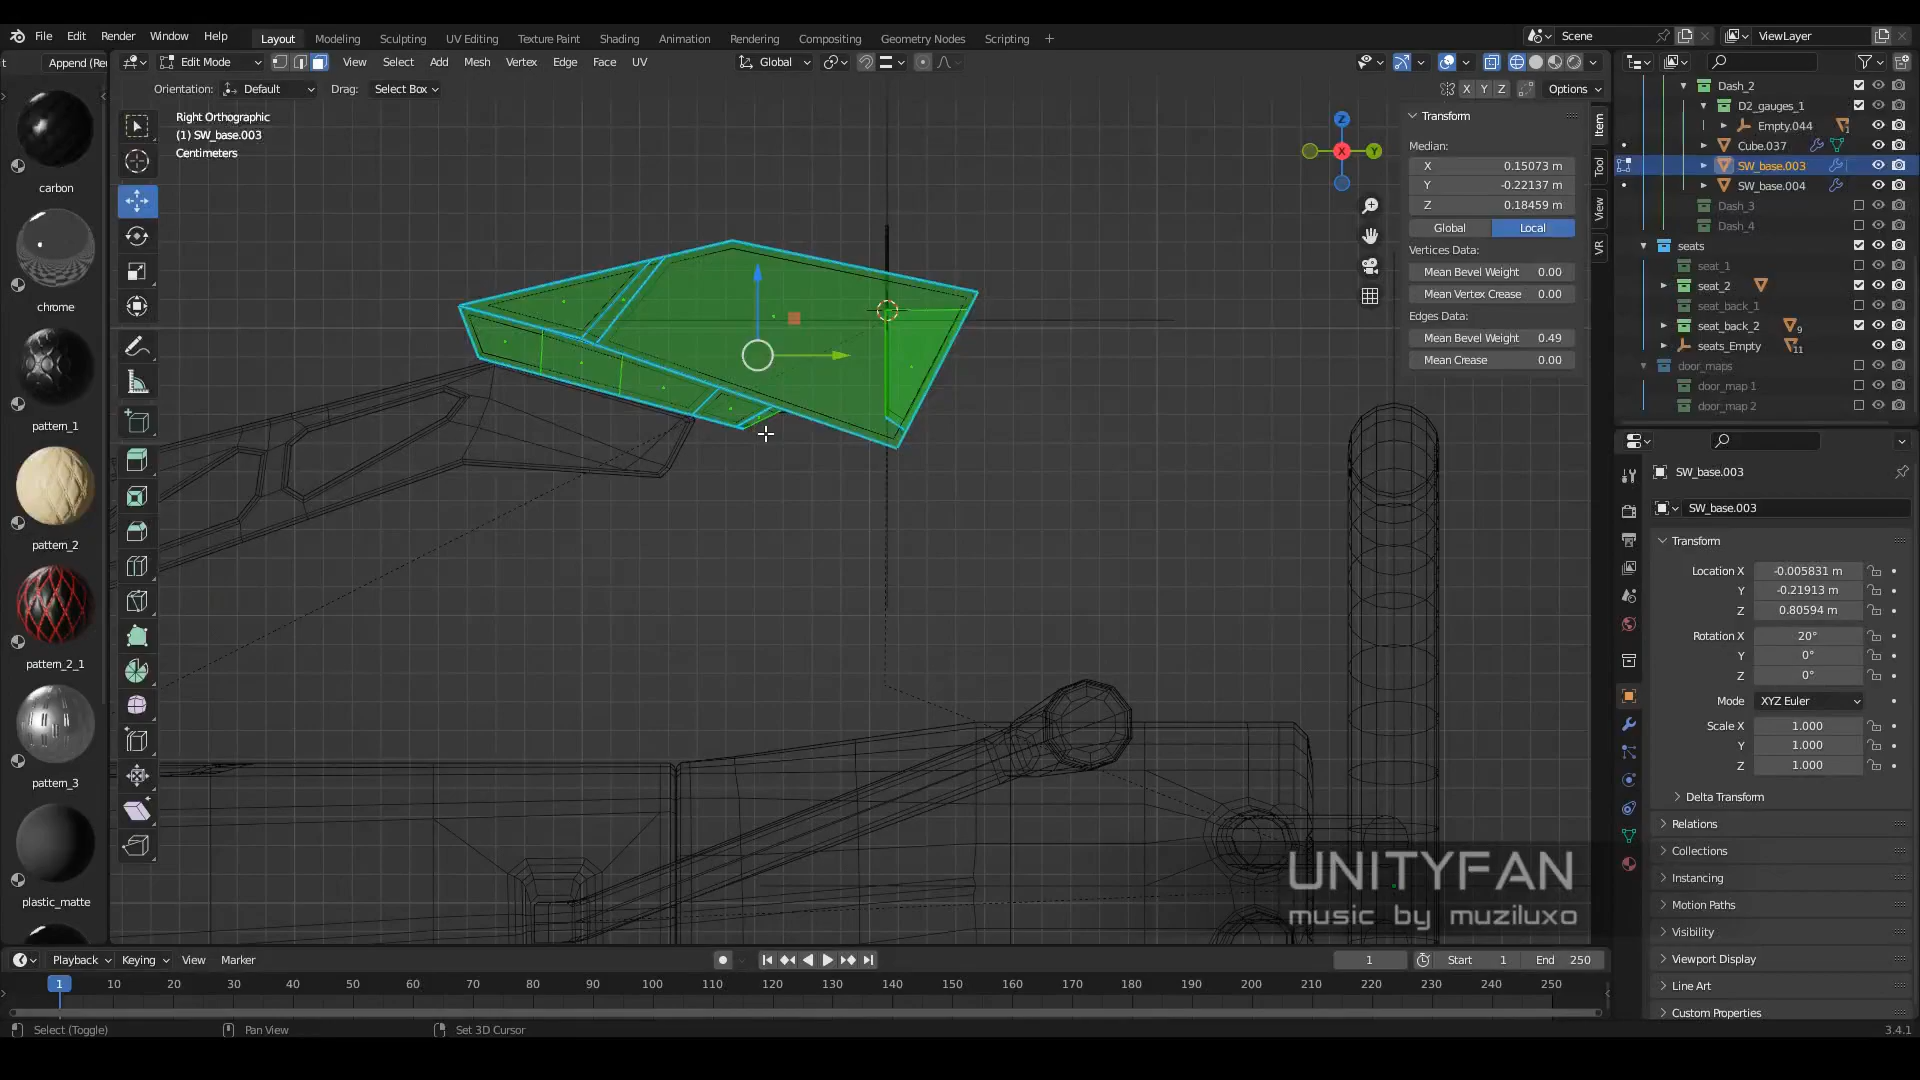 File Edit Render Window Help
Layout Modeling Sculpting UV Editing Texture Paint Shading Animation Rendering Compositing Geometry Nodes Scripting
Scene
ViewLayer
t Append (Re
Edit Mode
View Select Add Mesh Vertex Edge Face UV
Global
Orientation: Default Drag: Select Box
X Y Z Options
Right Orthographic
(1) SW_base.003
Centimeters
carbon
chrome
pattern_1
pattern_2
pattern_2_1
pattern_3
plastic_matte
Z
Y
X
Transform
Median:
X 0.15073 m
Y -0.22137 m
Z 0.18459 m
Global Local
Vertices Data:
Mean Bevel Weight 0.00
Mean Vertex Crease 0.00
Edges Data:
Mean Bevel Weight 0.49
Mean Crease 0.00
Item
Tool
View
VR
Dash_2
D2_gauges_1
Empty.044
Cube.037
SW_base.003
SW_base.004
Dash_3
Dash_4
seats
seat_1
seat_2
seat_back_1
seat_back_2 9
seats_Empty 11
door_maps
door_map 1
door_map 2
SW_base.003
SW_base.003
Transform
Location X -0.005831 m
Y -0.21913 m
Z 0.80594 m
Rotation X 20°
Y 0°
Z 0°
Mode XYZ Euler
Scale X 1.000
Y 1.000
Z 1.000
Delta Transform
Relations
Collections
Instancing
Motion Paths
Visibility
Viewport Display
Line Art
Custom Properties
UNITYFAN
music by muziluxo
Playback Keying View Marker
1 Start 1 End 250
1 10 20 30 40 50 60 70 80 90 100 110 120 130 140 150 160 170 180 190 200 210 220 230 240 250
Select (Toggle) Pan View Set 3D Cursor
3.4.1